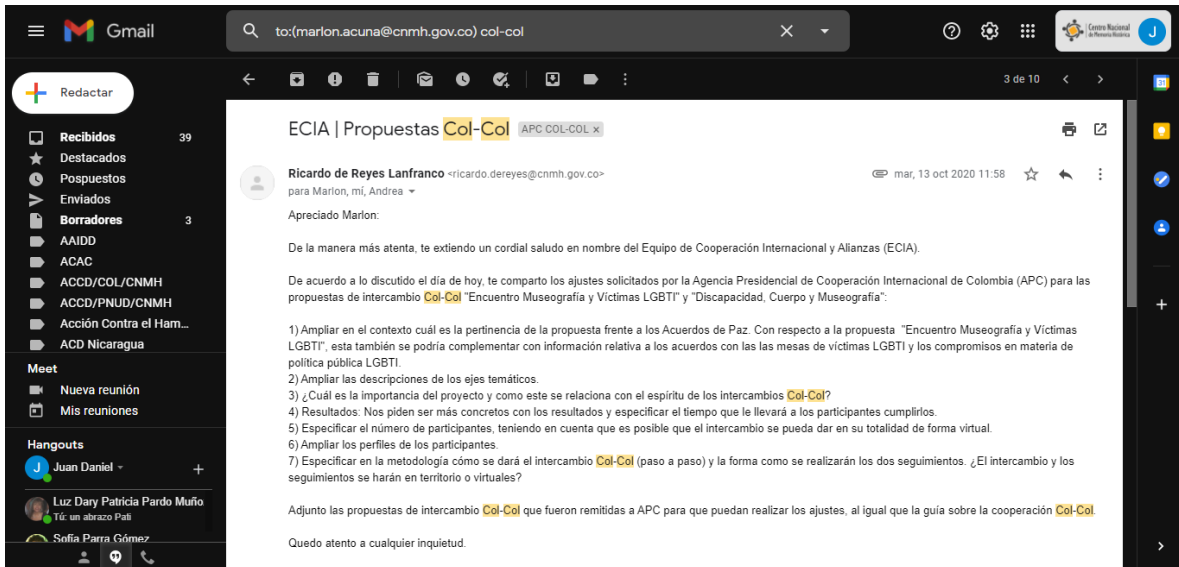 Gmail
to:(marlon.acuna@cnmh.gov.co) col-col
Centro Nacional
de Memoria Histórica
J
Redactar
3 de 10
Recibidos 39
Destacados
Pospuestos
Enviados
Borradores 3
AAIDD
ACAC
ACCD/COL/CNMH
ACCD/PNUD/CNMH
Acción Contra el Ham...
ACD Nicaragua
Meet
Nueva reunión
Mis reuniones
Hangouts
J Juan Daniel
Luz Dary Patricia Pardo Muño
Tú: un abrazo Pati
Sofía Parra Gómez
ECIA | Propuestas Col-Col APC COL-COL x
Ricardo de Reyes Lanfranco <ricardo.dereyes@cnmh.gov.co> mar, 13 oct 2020 11:58
para Marlon, mí, Andrea
Apreciado Marlon:
De la manera más atenta, te extiendo un cordial saludo en nombre del Equipo de Cooperación Internacional y Alianzas (ECIA).
De acuerdo a lo discutido el día de hoy, te comparto los ajustes solicitados por la Agencia Presidencial de Cooperación Internacional de Colombia (APC) para las
propuestas de intercambio Col-Col "Encuentro Museografía y Víctimas LGBTI" y "Discapacidad, Cuerpo y Museografía":
1) Ampliar en el contexto cuál es la pertinencia de la propuesta frente a los Acuerdos de Paz. Con respecto a la propuesta "Encuentro Museografía y Víctimas
LGBTI", esta también se podría complementar con información relativa a los acuerdos con las las mesas de víctimas LGBTI y los compromisos en materia de
política pública LGBTI.
2) Ampliar las descripciones de los ejes temáticos.
3) ¿Cuál es la importancia del proyecto y como este se relaciona con el espíritu de los intercambios Col-Col?
4) Resultados: Nos piden ser más concretos con los resultados y especificar el tiempo que le llevará a los participantes cumplirlos.
5) Especificar el número de participantes, teniendo en cuenta que es posible que el intercambio se pueda dar en su totalidad de forma virtual.
6) Ampliar los perfiles de los participantes.
7) Especificar en la metodología cómo se dará el intercambio Col-Col (paso a paso) y la forma como se realizarán los dos seguimientos. ¿El intercambio y los
seguimientos se harán en territorio o virtuales?
Adjunto las propuestas de intercambio Col-Col que fueron remitidas a APC para que puedan realizar los ajustes, al igual que la guía sobre la cooperación Col-Col.
Quedo atento a cualquier inquietud.